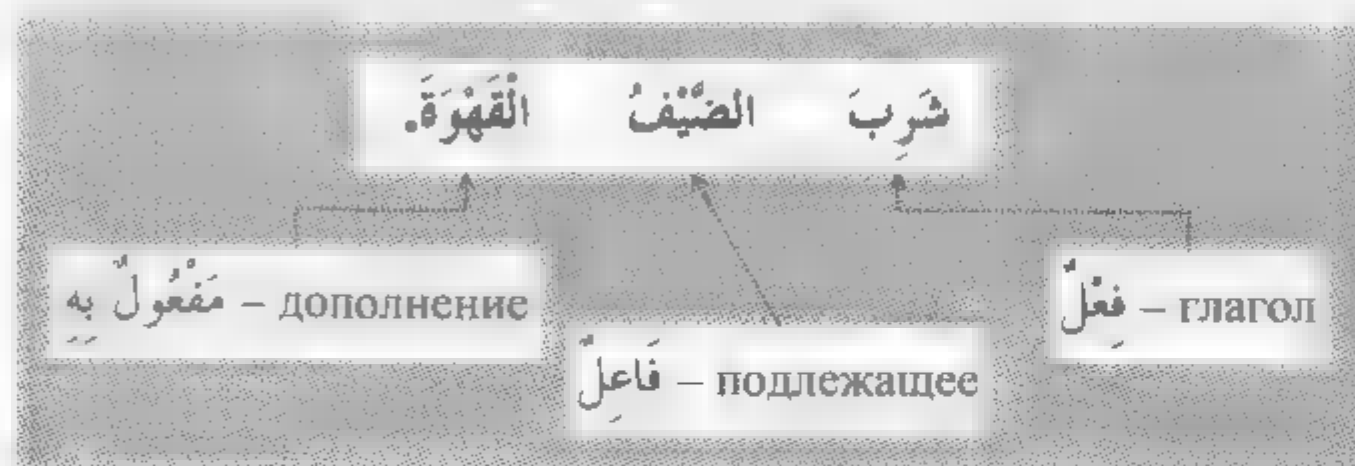 شَرِبَ الضَّيْفُ الْقَهْوَةَ.
مَفْعُولٌ بِهِ – дополнение
فِعْلٌ – глагол
فَاعِلٌ – подлежащее